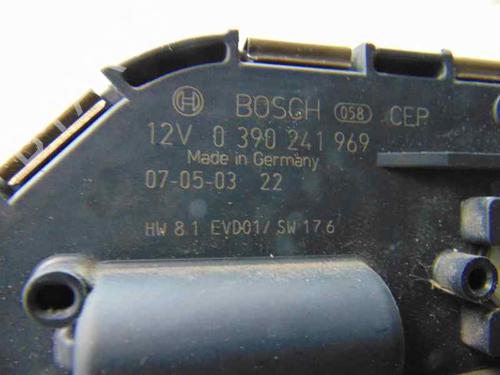 BOSCH 058 CEP
12V 0 390 241 969
Made in Germany
07-05-03 22
HW 8.1 EVD01/ SW 17.6